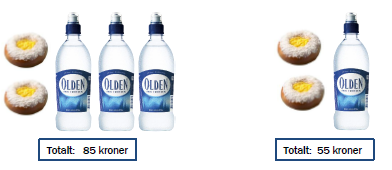 OLDEN OLDEN OLDEN
OLDEN
Totalt: 85 kroner
Totalt: 55 kroner